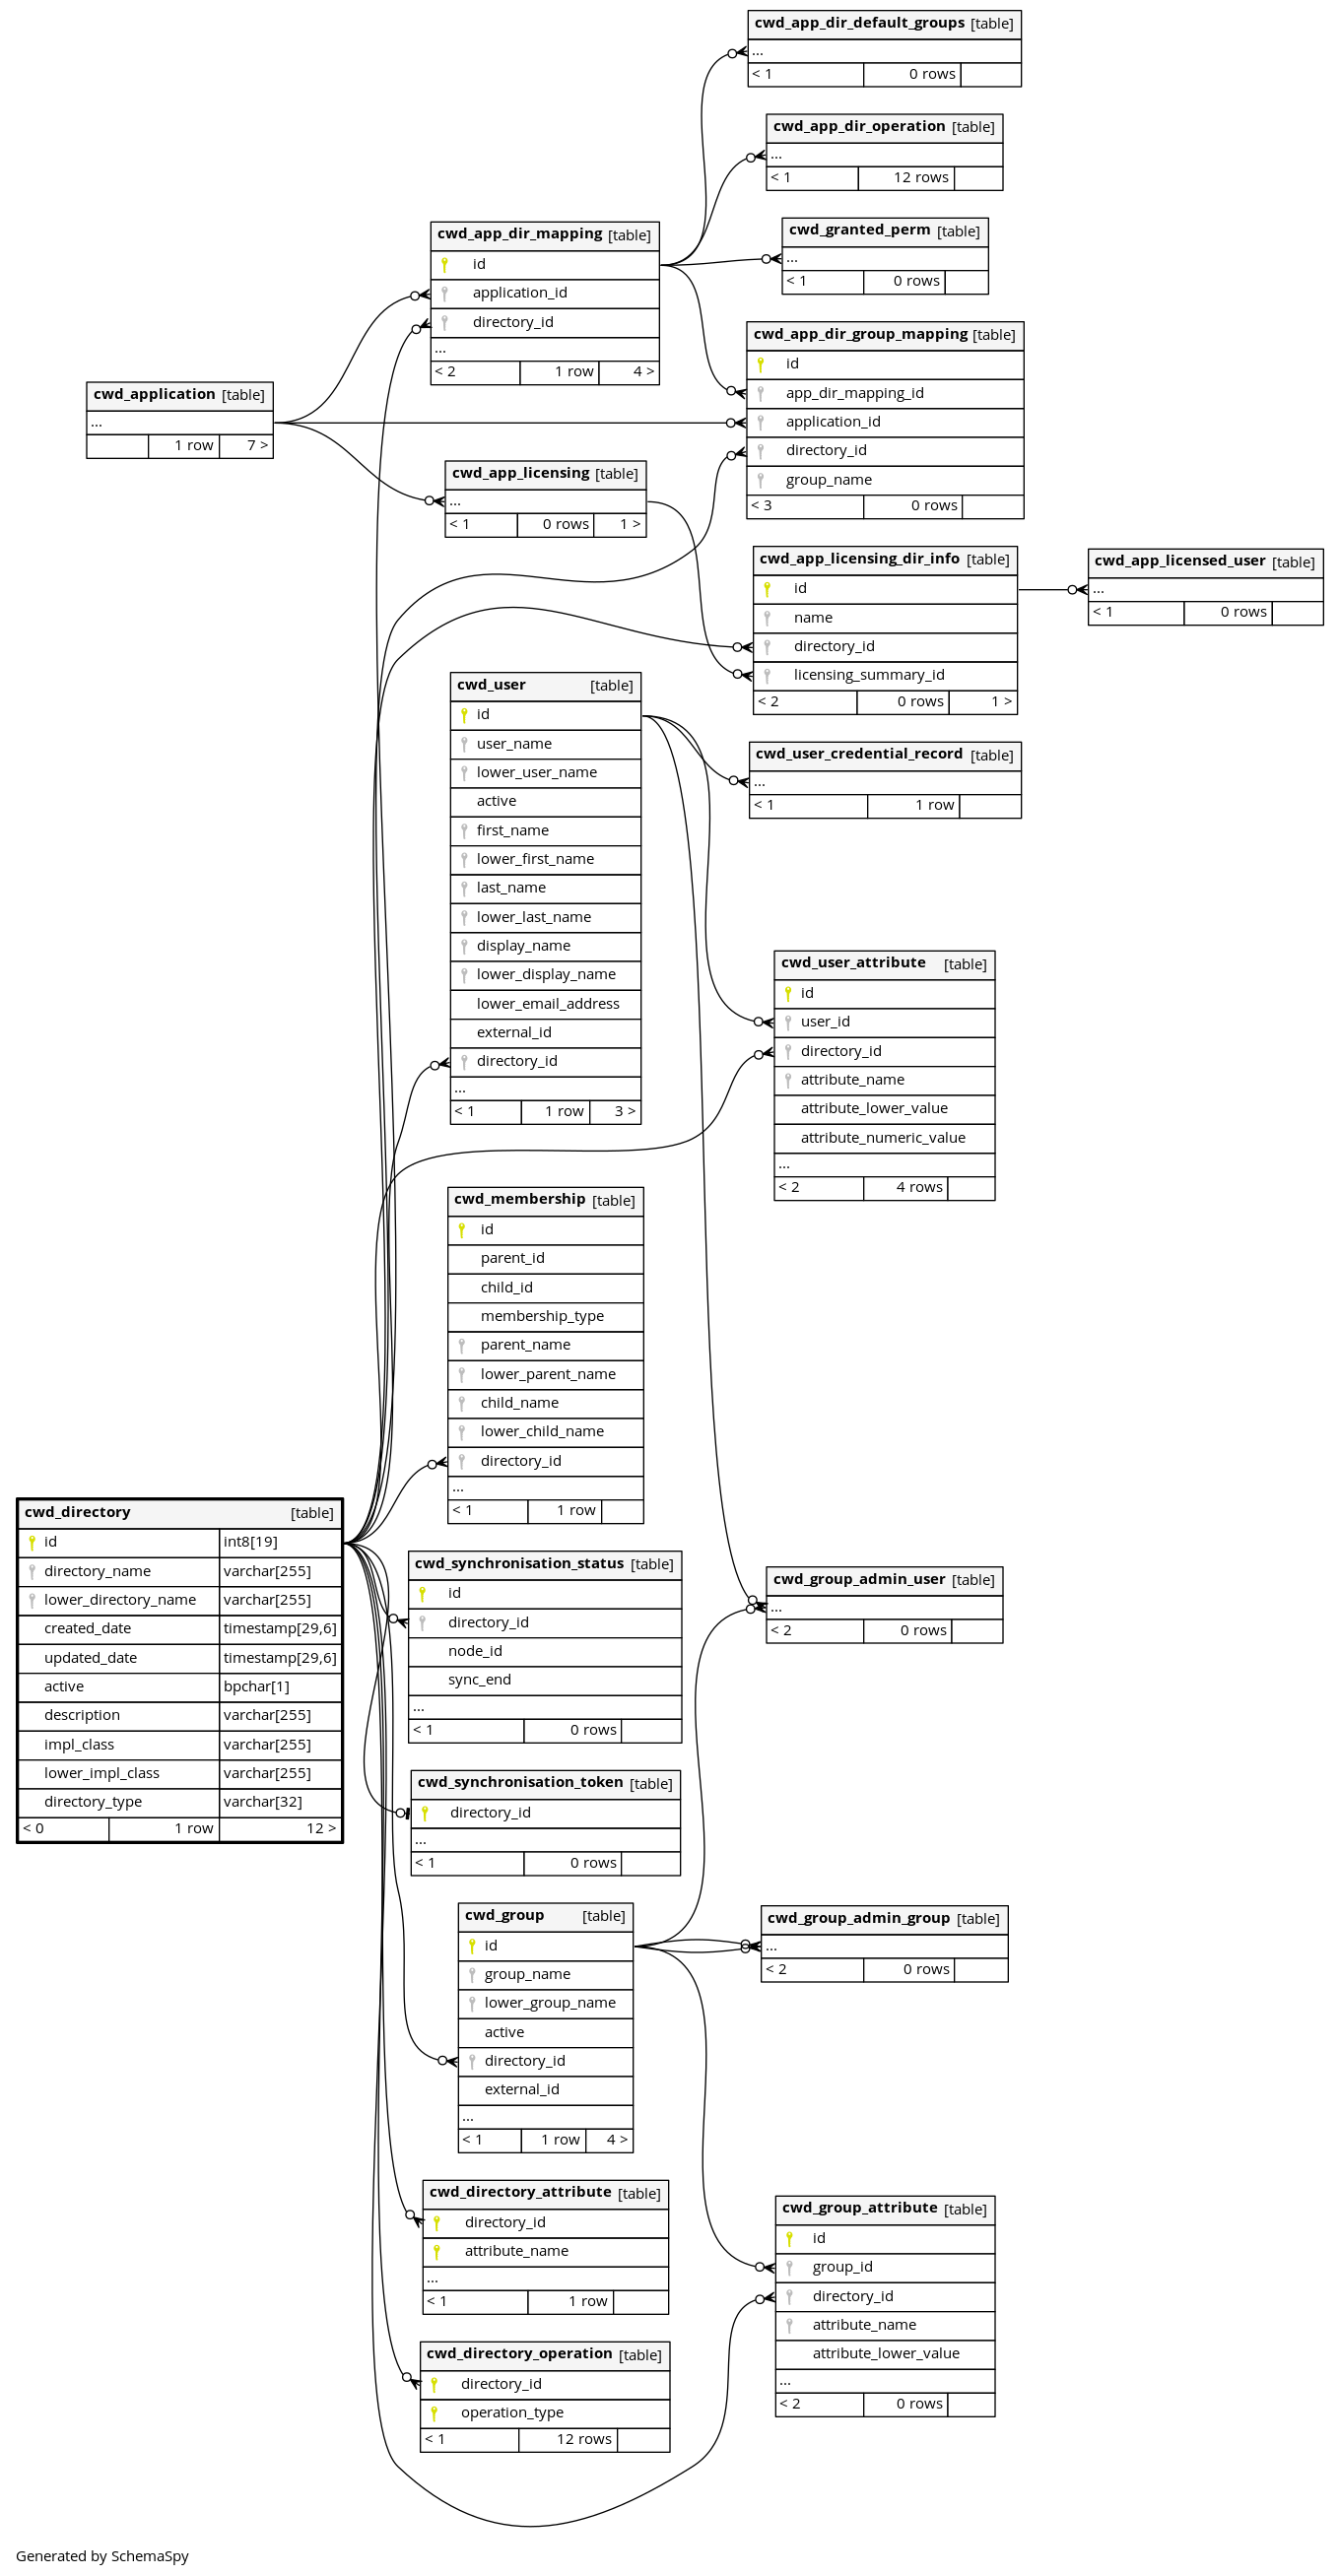 cwd_app_dir_default_groups [table]
...
< 1 0 rows
cwd_app_dir_operation [table]
...
< 1 12 rows
cwd_granted_perm [table]
...
< 1 0 rows
cwd_app_dir_mapping [table]
id
application_id
directory_id
...
< 2 1 row 4 >
cwd_app_dir_group_mapping [table]
id
app_dir_mapping_id
application_id
directory_id
group_name
< 3 0 rows
cwd_application [table]
...
1 row 7 >
cwd_app_licensing [table]
...
< 1 0 rows 1 >
cwd_app_licensing_dir_info [table]
id
name
directory_id
licensing_summary_id
< 2 0 rows 1 >
cwd_app_licensed_user [table]
...
< 1 0 rows
cwd_user [table]
id
user_name
lower_user_name
active
first_name
lower_first_name
last_name
lower_last_name
display_name
lower_display_name
lower_email_address
external_id
directory_id
...
< 1 1 row 3 >
cwd_user_credential_record [table]
...
< 1 1 row
cwd_user_attribute [table]
id
user_id
directory_id
attribute_name
attribute_lower_value
attribute_numeric_value
...
< 2 4 rows
cwd_membership [table]
id
parent_id
child_id
membership_type
parent_name
lower_parent_name
child_name
lower_child_name
directory_id
...
< 1 1 row
cwd_directory [table]
id int8[19]
directory_name varchar[255]
lower_directory_name varchar[255]
created_date timestamp[29,6]
updated_date timestamp[29,6]
active bpchar[1]
description varchar[255]
impl_class varchar[255]
lower_impl_class varchar[255]
directory_type varchar[32]
< 0 1 row 12 >
cwd_synchronisation_status [table]
id
directory_id
node_id
sync_end
...
< 1 0 rows
cwd_group_admin_user [table]
...
< 2 0 rows
cwd_synchronisation_token [table]
directory_id
...
< 1 0 rows
cwd_group [table]
id
group_name
lower_group_name
active
directory_id
external_id
...
< 1 1 row 4 >
cwd_group_admin_group [table]
...
< 2 0 rows
cwd_directory_attribute [table]
directory_id
attribute_name
...
< 1 1 row
cwd_group_attribute [table]
id
group_id
directory_id
attribute_name
attribute_lower_value
...
< 2 0 rows
cwd_directory_operation [table]
directory_id
operation_type
< 1 12 rows
Generated by SchemaSpy